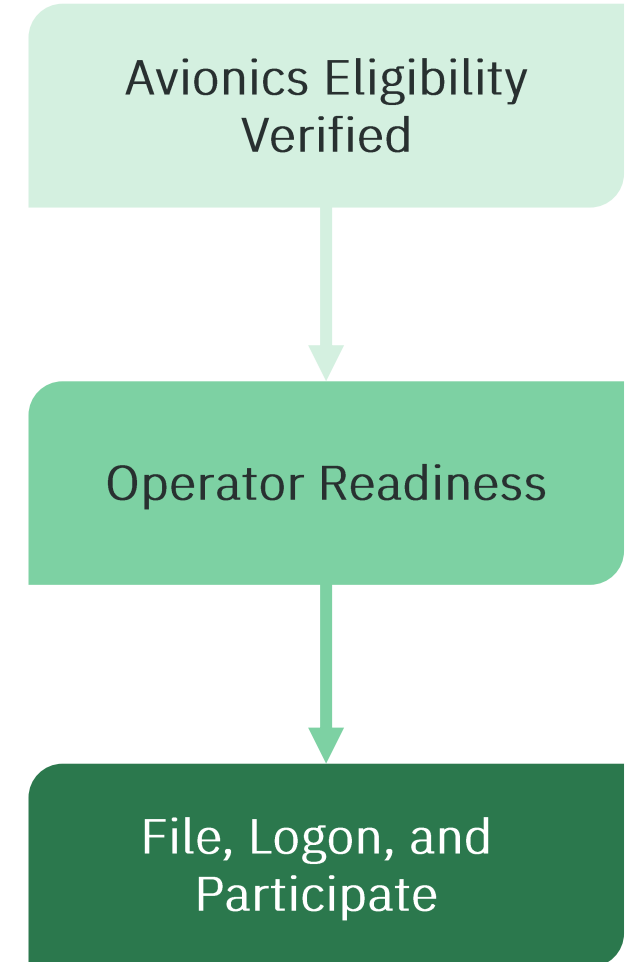 Avionics Eligibility
Verified
Operator Readiness
File, Logon, and
Participate